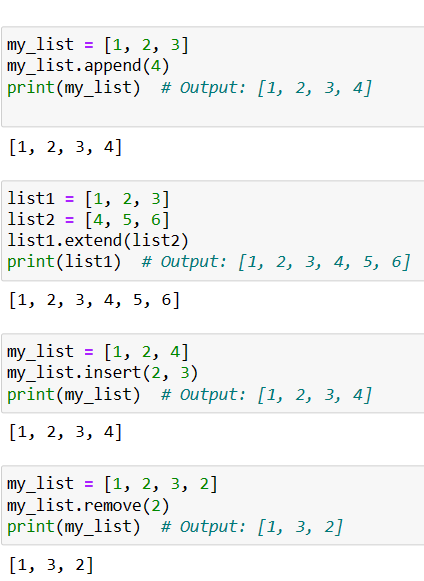 my_list = [1, 2, 3]
my_list.append(4)
print(my_list)  # Output: [1, 2, 3, 4]
[1, 2, 3, 4]
list1 = [1, 2, 3]
list2 = [4, 5, 6]
list1.extend(list2)
print(list1)  # Output: [1, 2, 3, 4, 5, 6]
[1, 2, 3, 4, 5, 6]
my_list = [1, 2, 4]
my_list.insert(2, 3)
print(my_list)  # Output: [1, 2, 3, 4]
[1, 2, 3, 4]
my_list = [1, 2, 3, 2]
my_list.remove(2)
print(my_list)  # Output: [1, 3, 2]
[1, 3, 2]